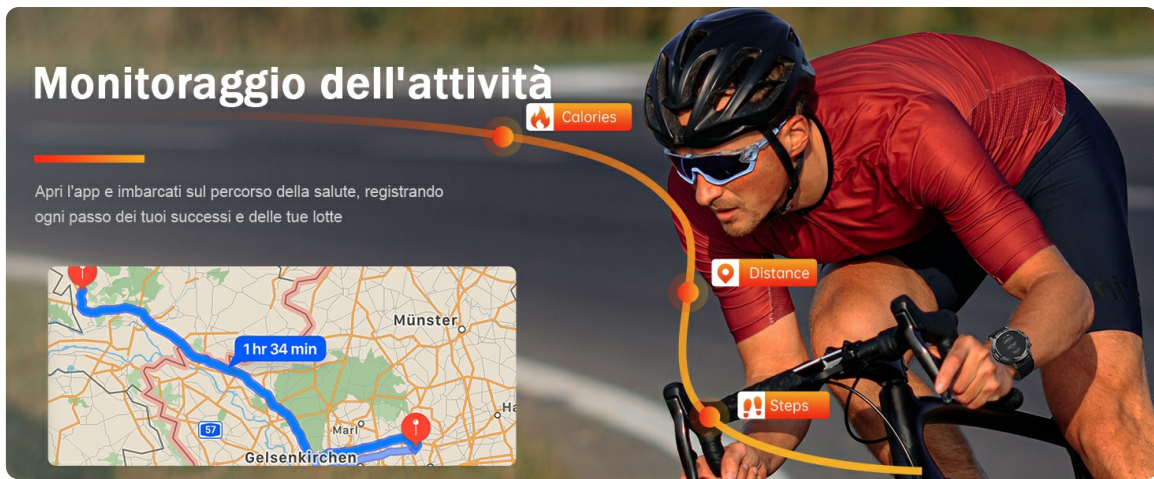 Monitoraggio dell'attività
Calories
Apri l'app e imbarcati sul percorso della salute, registrando
ogni passo dei tuoi successi e delle tue lotte
Distance
Münster
1 hr 34 min
Steps
57
Marl
Gelsenkirchen